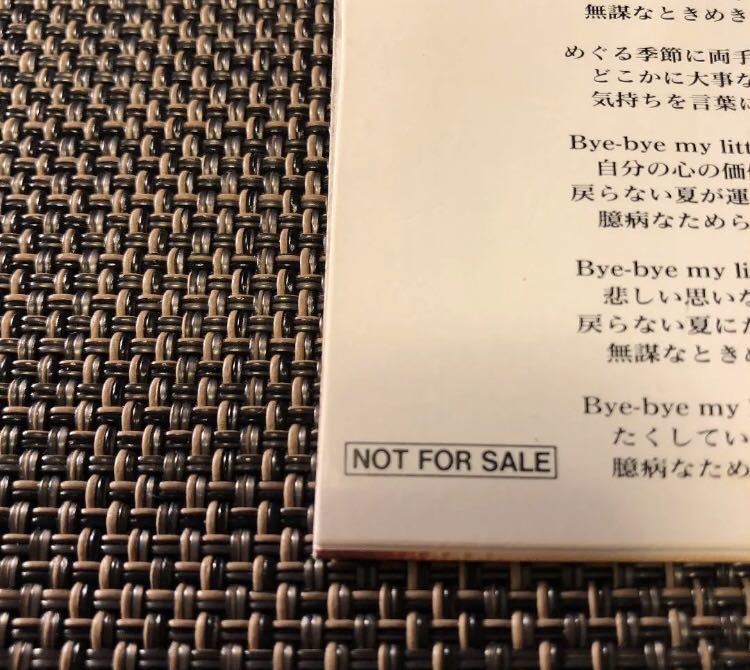 無謀なときめき
めぐる季節に両手
どこかに大事な
気持ちを言葉に
Bye-bye my litt
自分の心の価
戻らない夏が運
臆病なためら
Bye-bye my li
悲しい思いな
戻らない夏にた
無謀なときめ
Bye-bye my
たくしてい
臆病なため
NOT FOR SALE